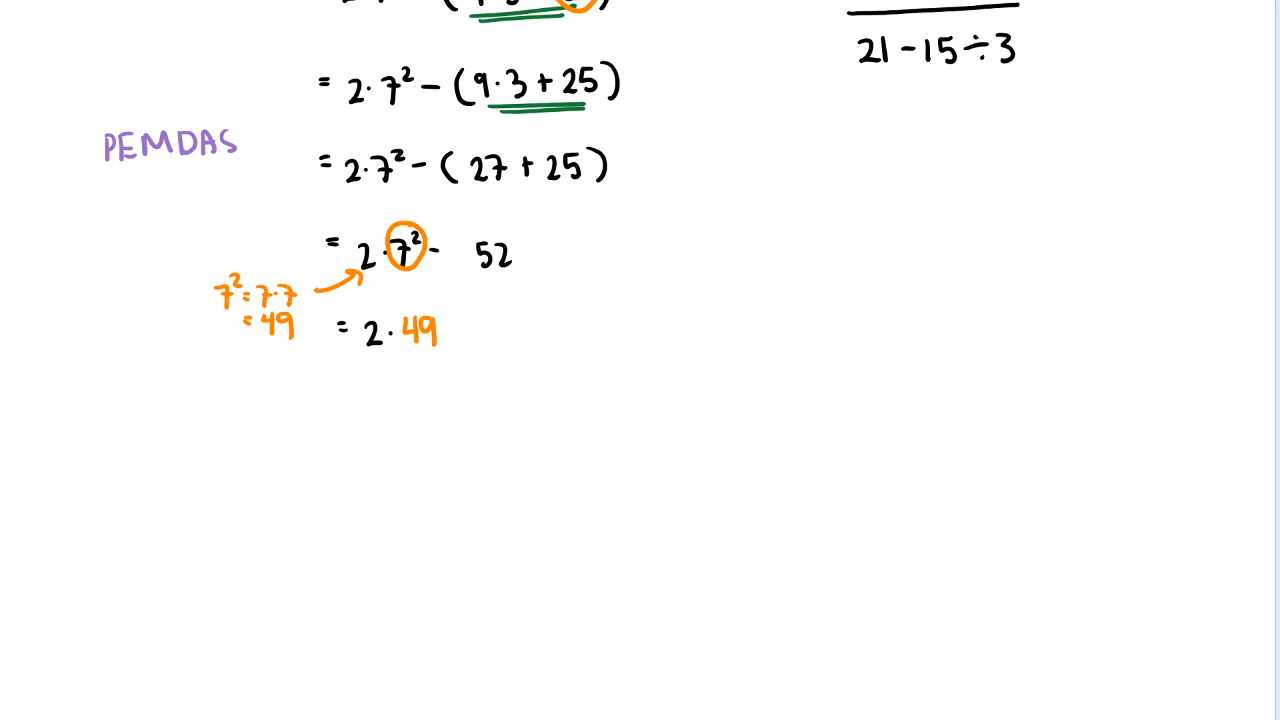 21 - 15 ÷ 3
= 2 · 7² - (9 · 3 + 25)
PEMDAS
= 2 · 7² - ( 27 + 25 )
= 2 · 7² - 52
7² = 7 · 7
= 49
= 2 · 49